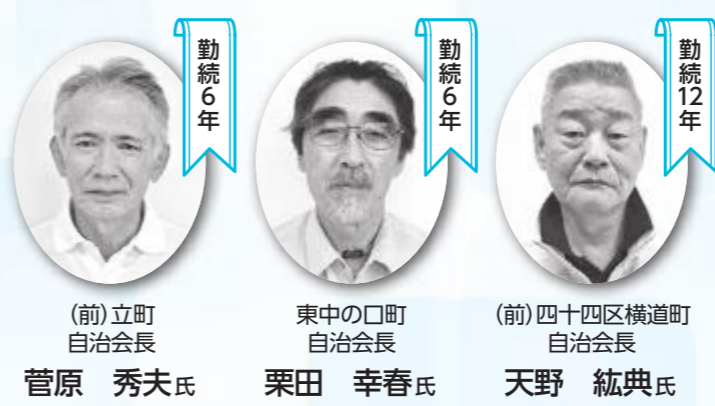 勤続6年
(前)立町
自治会長
菅原　秀夫氏
勤続6年
東中の口町
自治会長
栗田　幸春氏
勤続12年
(前)四十四区横道町
自治会長
天野　紘典氏